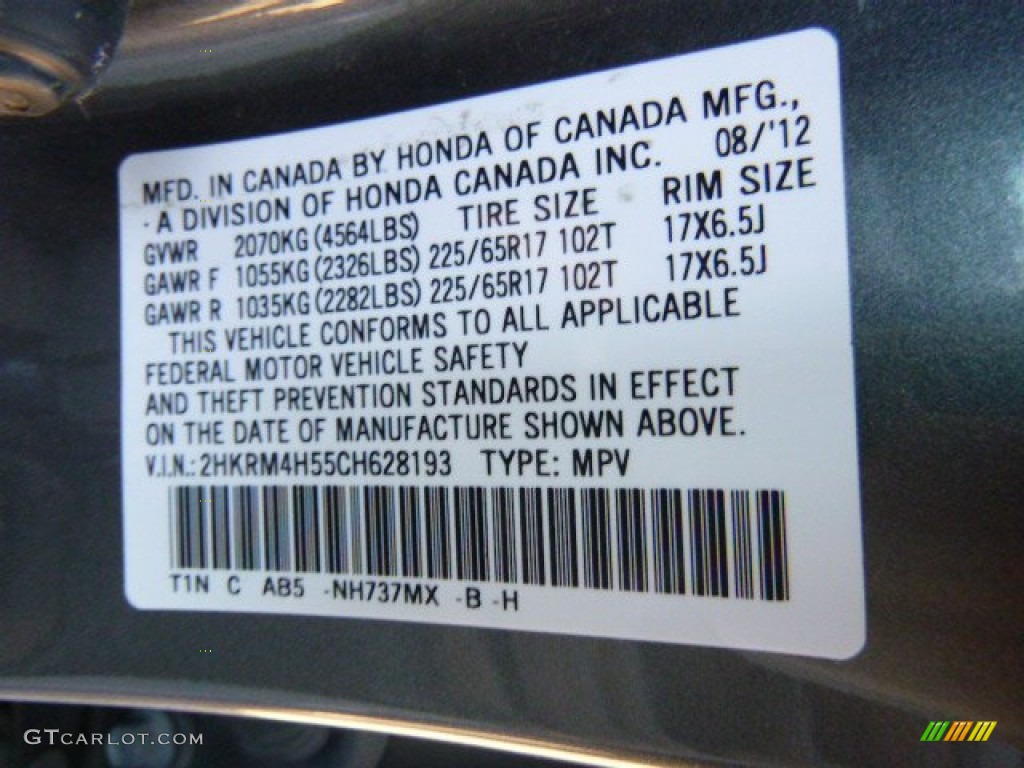 MFD. IN CANADA BY HONDA OF CANADA MFG.,
· A DIVISION OF HONDA CANADA INC. 08/'12
GVWR 2070KG (4564LBS) TIRE SIZE RIM SIZE
GAWR F 1055KG (2326LBS) 225/65R17 102T 17X6.5J
GAWR R 1035KG (2282LBS) 225/65R17 102T 17X6.5J
THIS VEHICLE CONFORMS TO ALL APPLICABLE
FEDERAL MOTOR VEHICLE SAFETY
AND THEFT PREVENTION STANDARDS IN EFFECT
ON THE DATE OF MANUFACTURE SHOWN ABOVE.
V.I.N.: 2HKRM4H55CH628193 TYPE: MPV
T1N C AB5 -NH737MX -B -H
GTCARLOT.COM